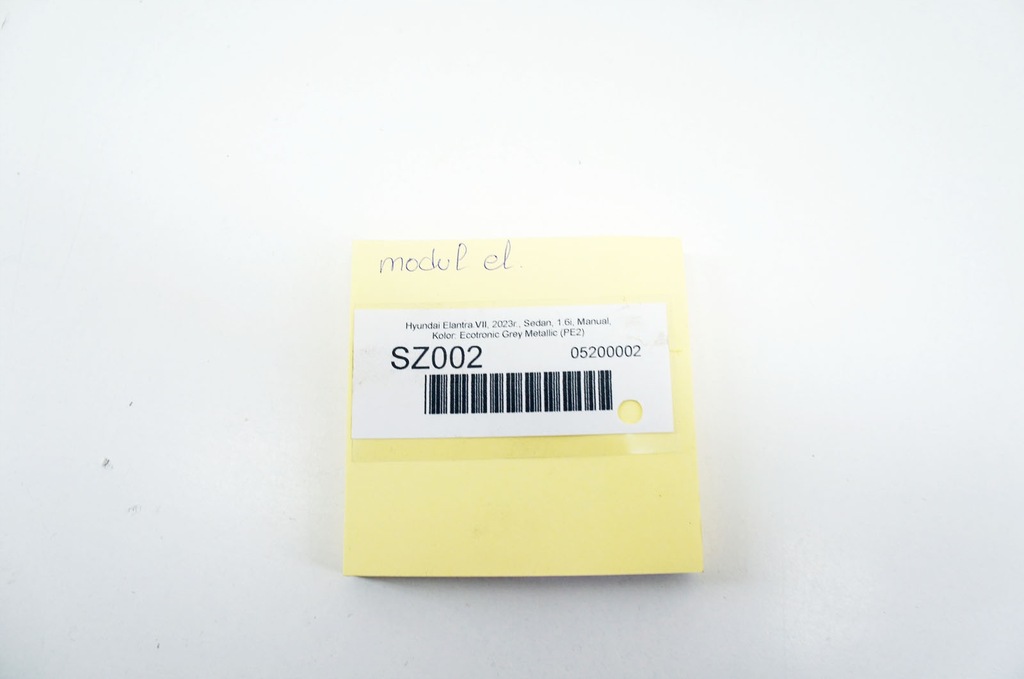 modul el.
Hyundai Elantra VII, 2023r., Sedan, 1.6i, Manual,
Kolor: Ecotronic Grey Metallic (PE2)
SZ002 05200002